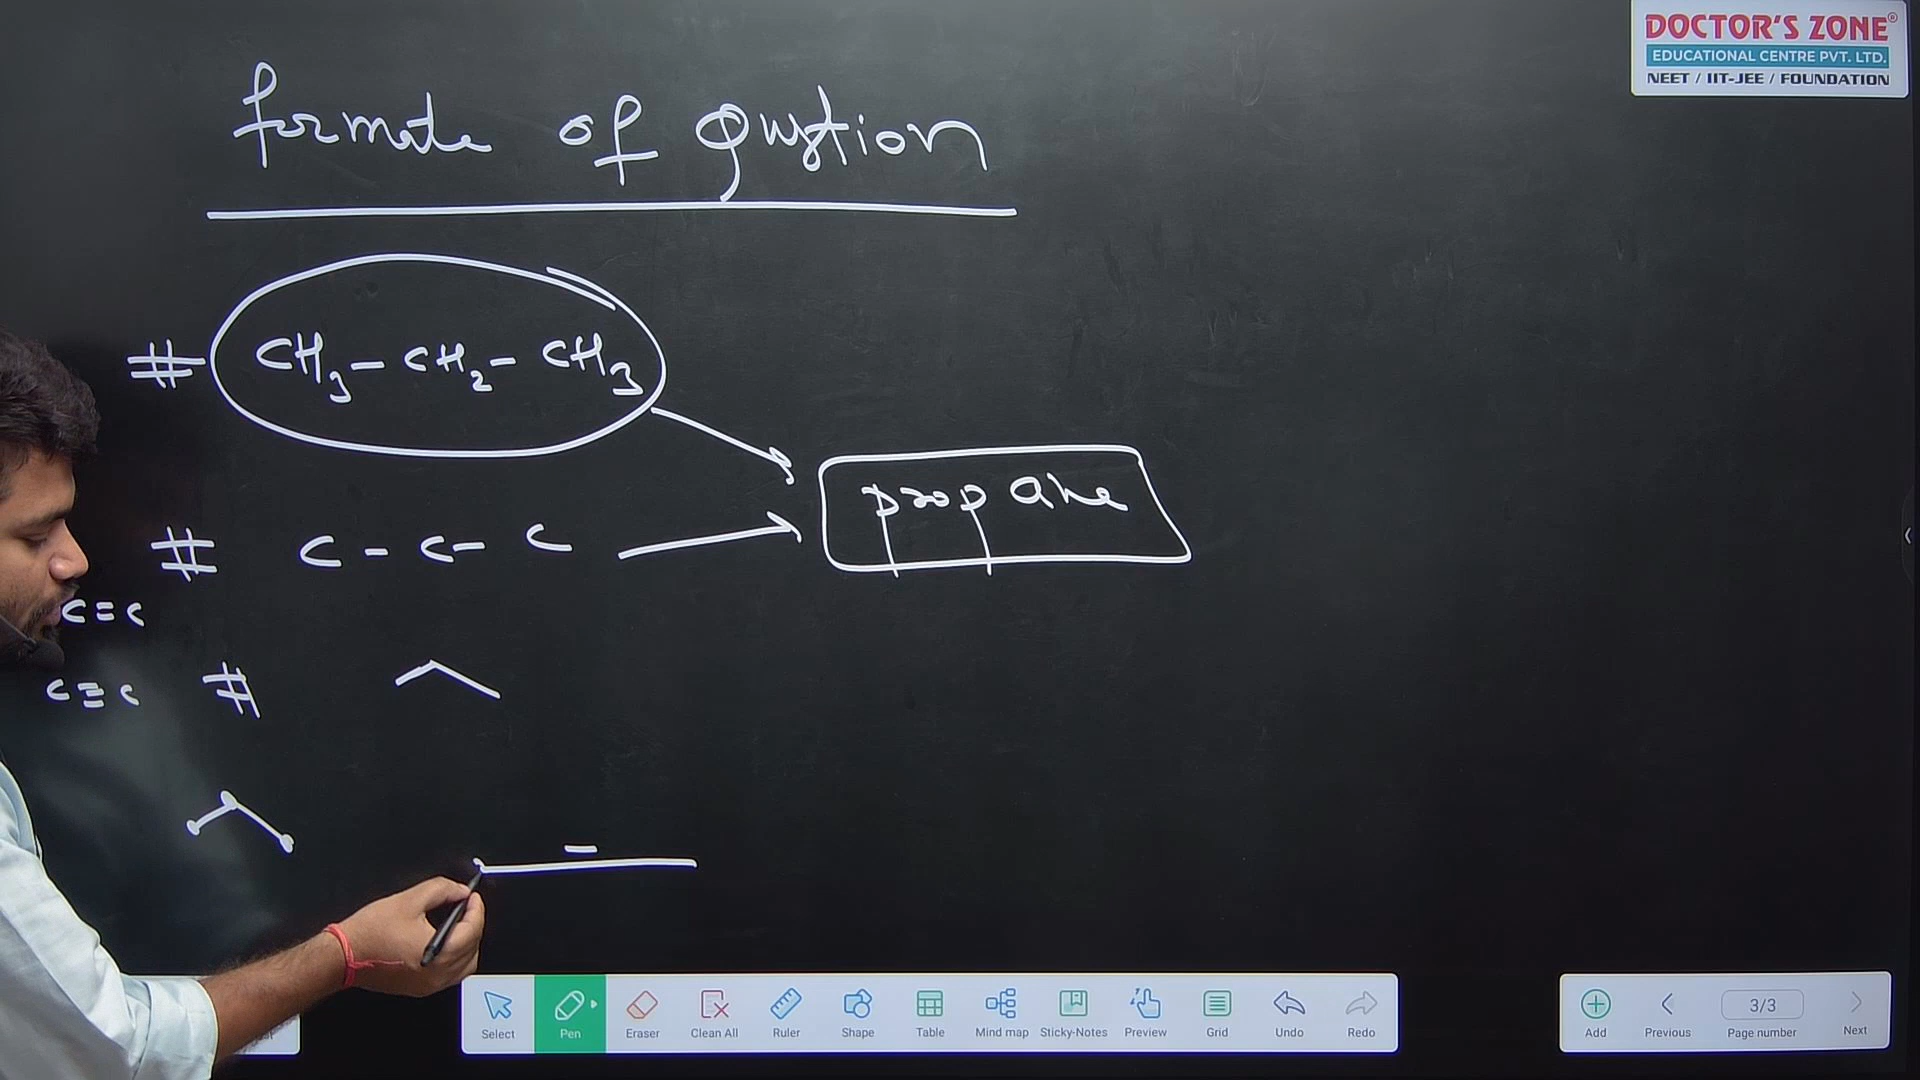 DOCTOR'S ZONE®
EDUCATIONAL CENTRE PVT. LTD.
NEET / IIT-JEE / FOUNDATION
formate of qustion
# CH₃ - CH₂ - CH₃
# C - C - C
prop ane
C=C
C≡C #
Select
Pen
Eraser
Clean All
Ruler
Shape
Table
Mind map
Sticky-Notes
Preview
Grid
Undo
Redo
Add
Previous
3/3
Page number
Next